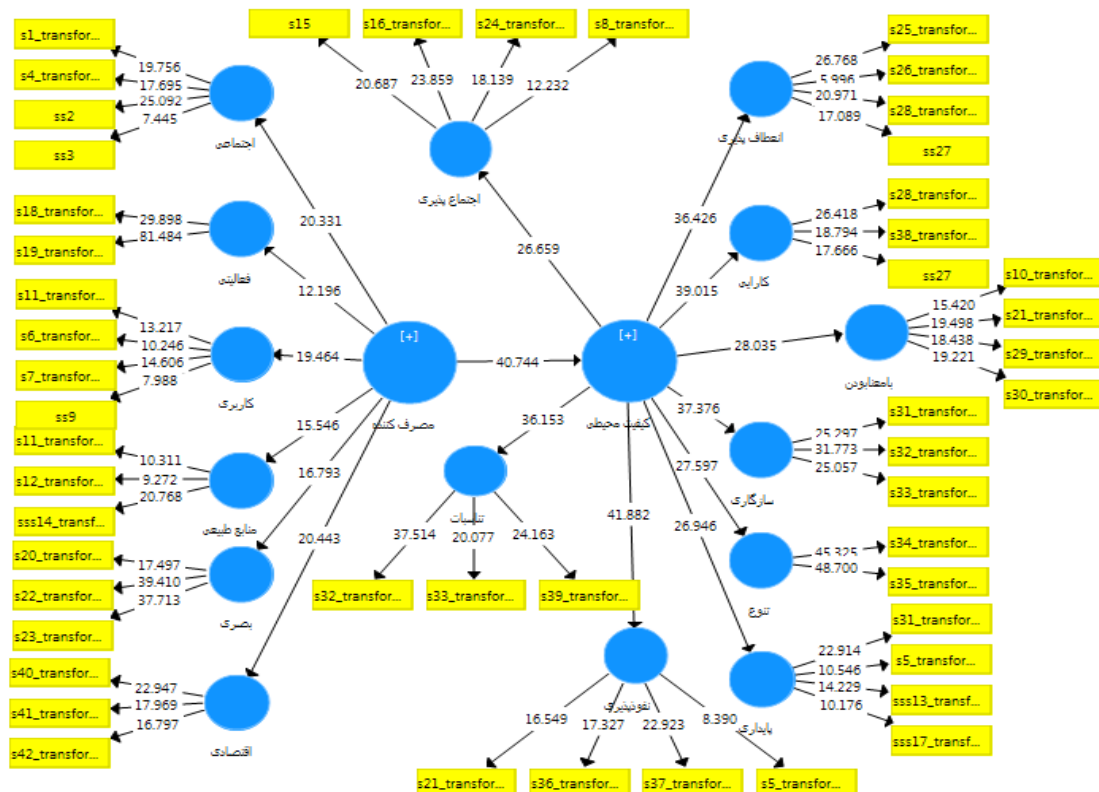 s15
s16_transfor...
s24_transfor...
s8_transfor...
20.687
23.859
18.139
12.232
اجتماع پذیری
s1_transfor...
s4_transfor...
ss2
ss3
19.756
17.695
25.092
7.445
اجتماعی
20.331
s18_transfor...
s19_transfor...
29.898
81.484
فعالیتی
12.196
s11_transfor...
s6_transfor...
s7_transfor...
ss9
13.217
10.246
14.606
7.988
کاربری
19.464
s11_transfor...
s12_transfor...
sss14_transf...
10.311
9.272
20.768
منابع طبیعی
15.546
s20_transfor...
s22_transfor...
s23_transfor...
17.497
39.410
37.713
بصری
16.793
s40_transfor...
s41_transfor...
s42_transfor...
22.947
17.969
16.797
اقتصادی
20.443
[+]
مصرف کننده
40.744
[+]
کیفیت محیطی
26.659
36.426
s25_transfor...
s26_transfor...
s28_transfor...
ss27
26.768
5.996
20.971
17.089
انعطاف پذیری
39.015
s28_transfor...
s38_transfor...
ss27
26.418
18.794
17.666
کارایی
28.035
s10_transfor...
s21_transfor...
s29_transfor...
s30_transfor...
15.420
19.498
18.438
19.221
بامعنابودن
37.376
s31_transfor...
s32_transfor...
s33_transfor...
25.297
31.773
25.057
سازگاری
27.597
s34_transfor...
s35_transfor...
45.325
48.700
تنوع
26.946
s31_transfor...
s5_transfor...
sss13_transf...
sss17_transf...
22.914
10.546
14.229
10.176
پایداری
36.153
تناسبات
37.514
20.077
24.163
s32_transfor...
s33_transfor...
s39_transfor...
41.882
نفوذپذیری
16.549
17.327
22.923
8.390
s21_transfor...
s36_transfor...
s37_transfor...
s5_transfor...